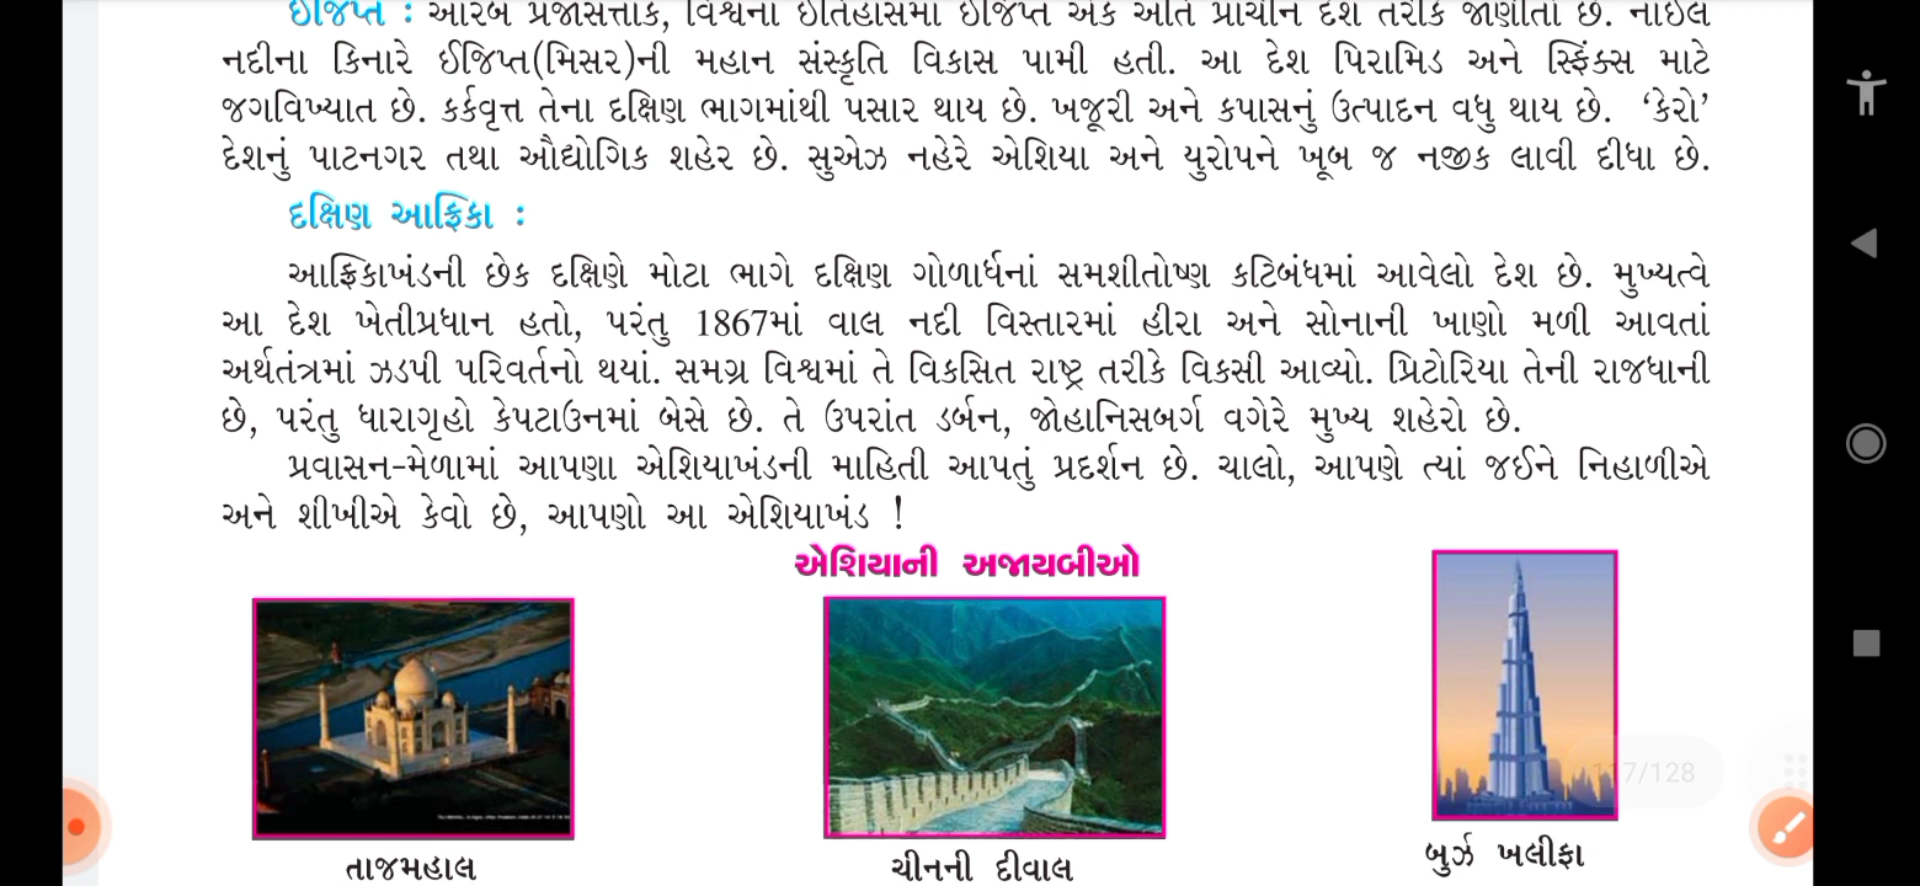 ઈજિપ્ત : આરબ પ્રજાસત્તાક, વિશ્વના ઇતિહાસમાં ઇજિપ્ત એક અતિ પ્રાચીન દેશ તરીકે જાણીતો છે. નાઈલ
નદીના કિનારે ઈજિપ્ત(મિસર)ની મહાન સંસ્કૃતિ વિકાસ પામી હતી. આ દેશ પિરામિડ અને સ્ફિંક્સ માટે
જગવિખ્યાત છે. કર્કવૃત્ત તેના દક્ષિણ ભાગમાંથી પસાર થાય છે. ખજૂરી અને કપાસનું ઉત્પાદન વધુ થાય છે. ‘કેરો’
દેશનું પાટનગર તથા ઔદ્યોગિક શહેર છે. સુએઝ નહેરે એશિયા અને યુરોપને ખૂબ જ નજીક લાવી દીધા છે.
દક્ષિણ આફ્રિકા :
આફ્રિકાખંડની છેક દક્ષિણે મોટા ભાગે દક્ષિણ ગોળાર્ધનાં સમશીતોષ્ણ કટિબંધમાં આવેલો દેશ છે. મુખ્યત્વે
આ દેશ ખેતીપ્રધાન હતો, પરંતુ 1867માં વાલ નદી વિસ્તારમાં હીરા અને સોનાની ખાણો મળી આવતાં
અર્થતંત્રમાં ઝડપી પરિવર્તનો થયાં. સમગ્ર વિશ્વમાં તે વિકસિત રાષ્ટ્ર તરીકે વિકસી આવ્યો. પ્રિટોરિયા તેની રાજધાની
છે, પરંતુ ધારાગૃહો કેપટાઉનમાં બેસે છે. તે ઉપરાંત ડર્બન, જોહાનિસબર્ગ વગેરે મુખ્ય શહેરો છે.
પ્રવાસન-મેળામાં આપણા એશિયાખંડની માહિતી આપતું પ્રદર્શન છે. ચાલો, આપણે ત્યાં જઈને નિહાળીએ
અને શીખીએ કેવો છે, આપણો આ એશિયાખંડ !
એશિયાની અજાયબીઓ
117/128
તાજમહાલ
ચીનની દીવાલ
બુર્ઝ ખલીફા